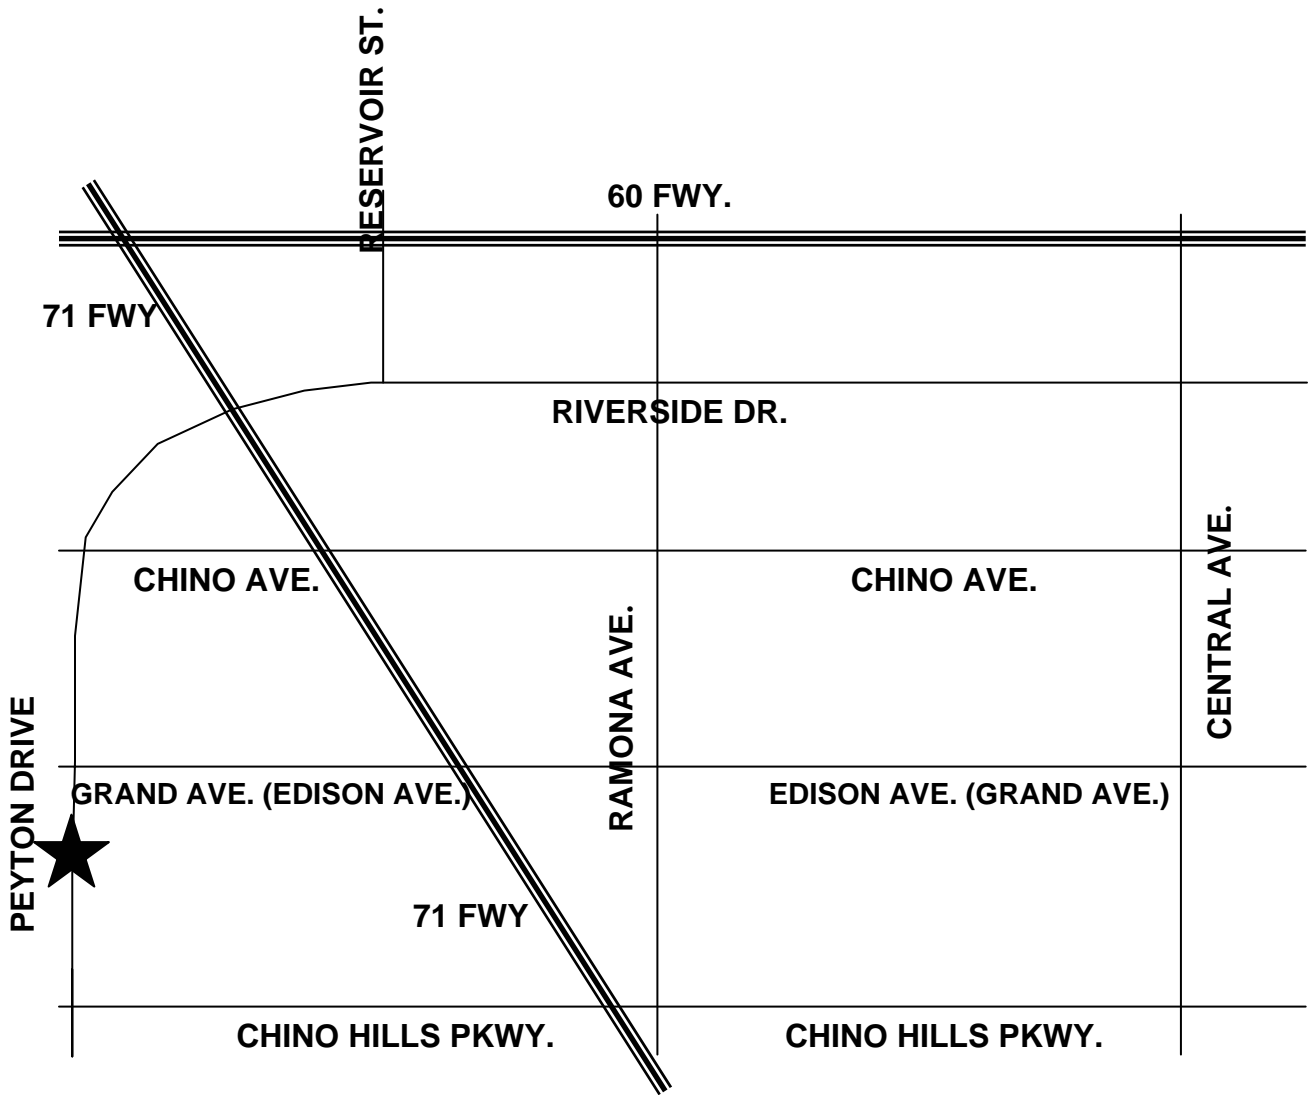 RESERVOIR ST.
60 FWY.
71 FWY
RIVERSIDE DR.
CHINO AVE.
CHINO AVE.
CENTRAL AVE.
RAMONA AVE.
PEYTON DRIVE
GRAND AVE. (EDISON AVE.)
EDISON AVE. (GRAND AVE.)
71 FWY
CHINO HILLS PKWY.
CHINO HILLS PKWY.